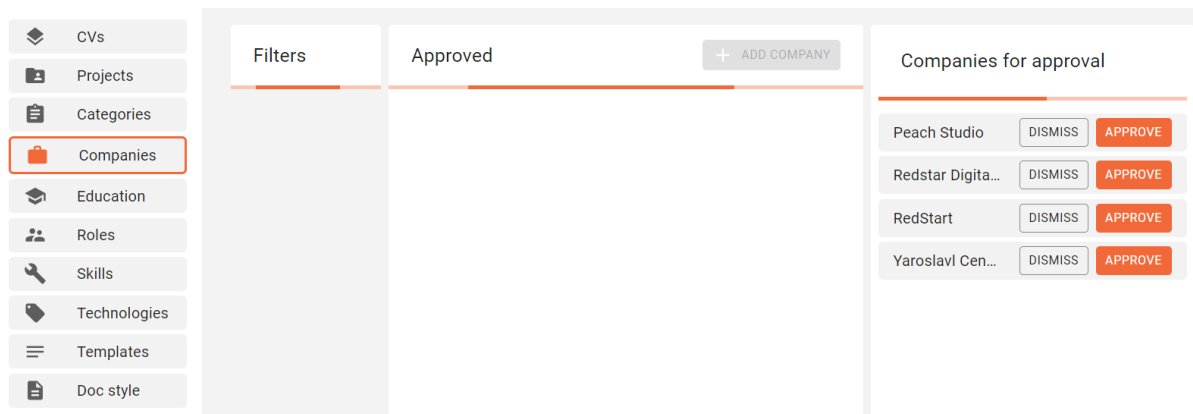 CVs
Projects
Categories
Companies
Education
Roles
Skills
Technologies
Templates
Doc style
Filters
Approved
+ ADD COMPANY
Companies for approval
Peach Studio DISMISS APPROVE
Redstar Digita... DISMISS APPROVE
RedStart DISMISS APPROVE
Yaroslavl Cen... DISMISS APPROVE